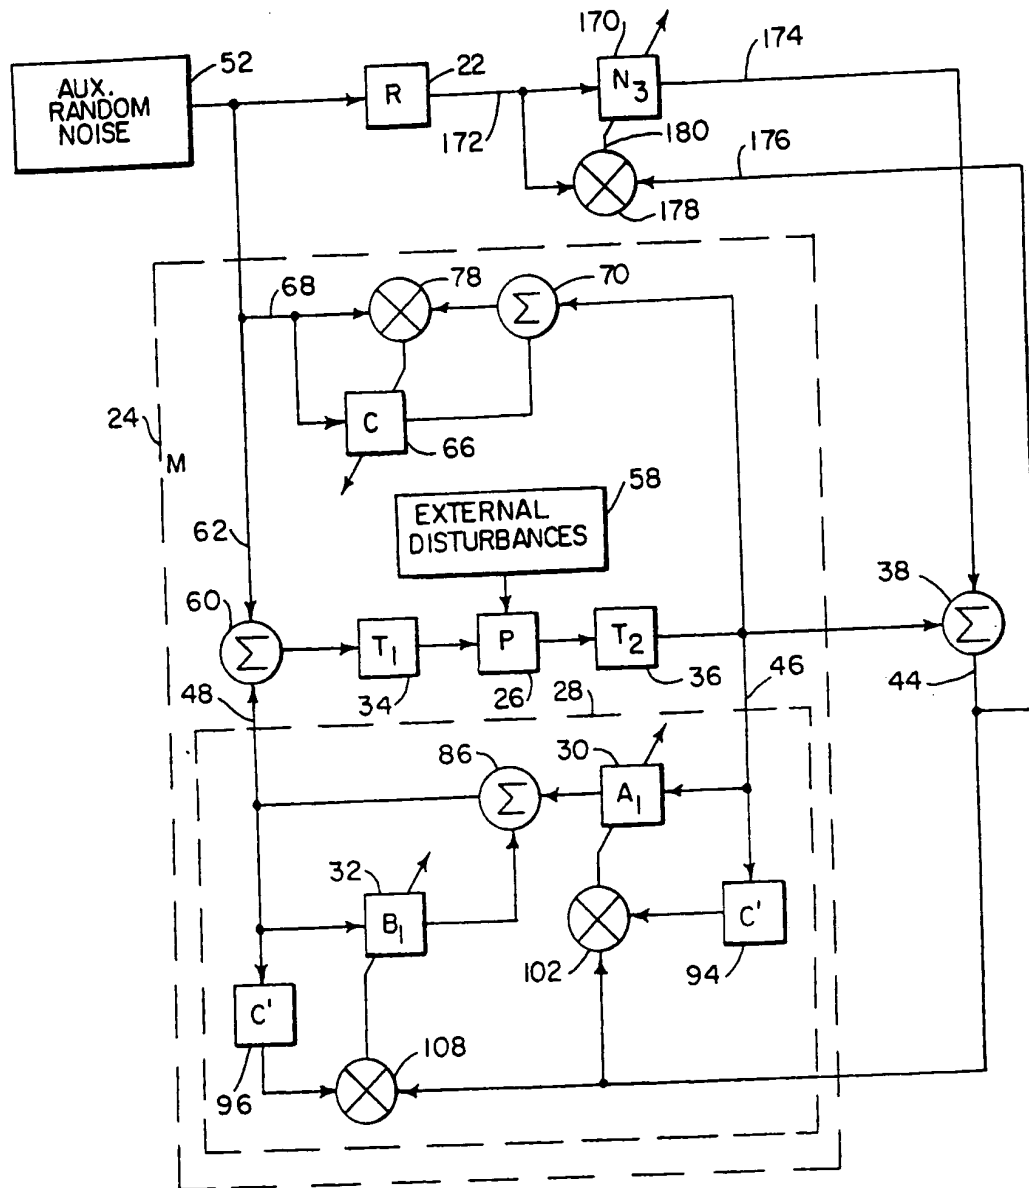 170
174
52
22
AUX.
RANDOM
NOISE
R
N3
172
180
176
178
78
70
68
Σ
C
66
24
M
58
EXTERNAL
DISTURBANCES
62
60
38
Σ
T1
P
T2
Σ
48
34
26
28
36
46
44
86
30
Σ
A1
32
B1
C'
102
94
C'
108
96